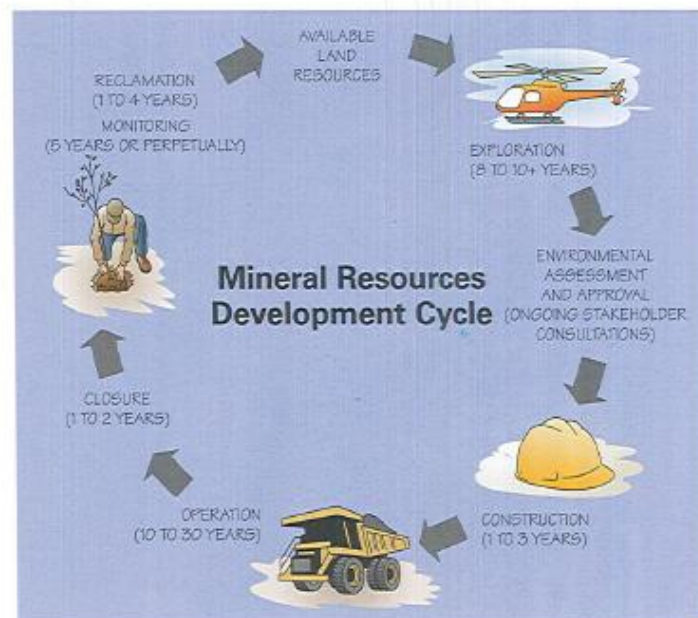 AVAILABLE
LAND
RESOURCES
EXPLORATION
(8 TO 10+ YEARS)
ENVIRONMENTAL
ASSESSMENT
AND APPROVAL
(ONGOING STAKEHOLDER
CONSULTATIONS)
CONSTRUCTION
(1 TO 3 YEARS)
OPERATION
(10 TO 30 YEARS)
CLOSURE
(1 TO 2 YEARS)
RECLAMATION
(1 TO 4 YEARS)
MONITORING
(5 YEARS OR PERPETUALLY)
Mineral Resources
Development Cycle